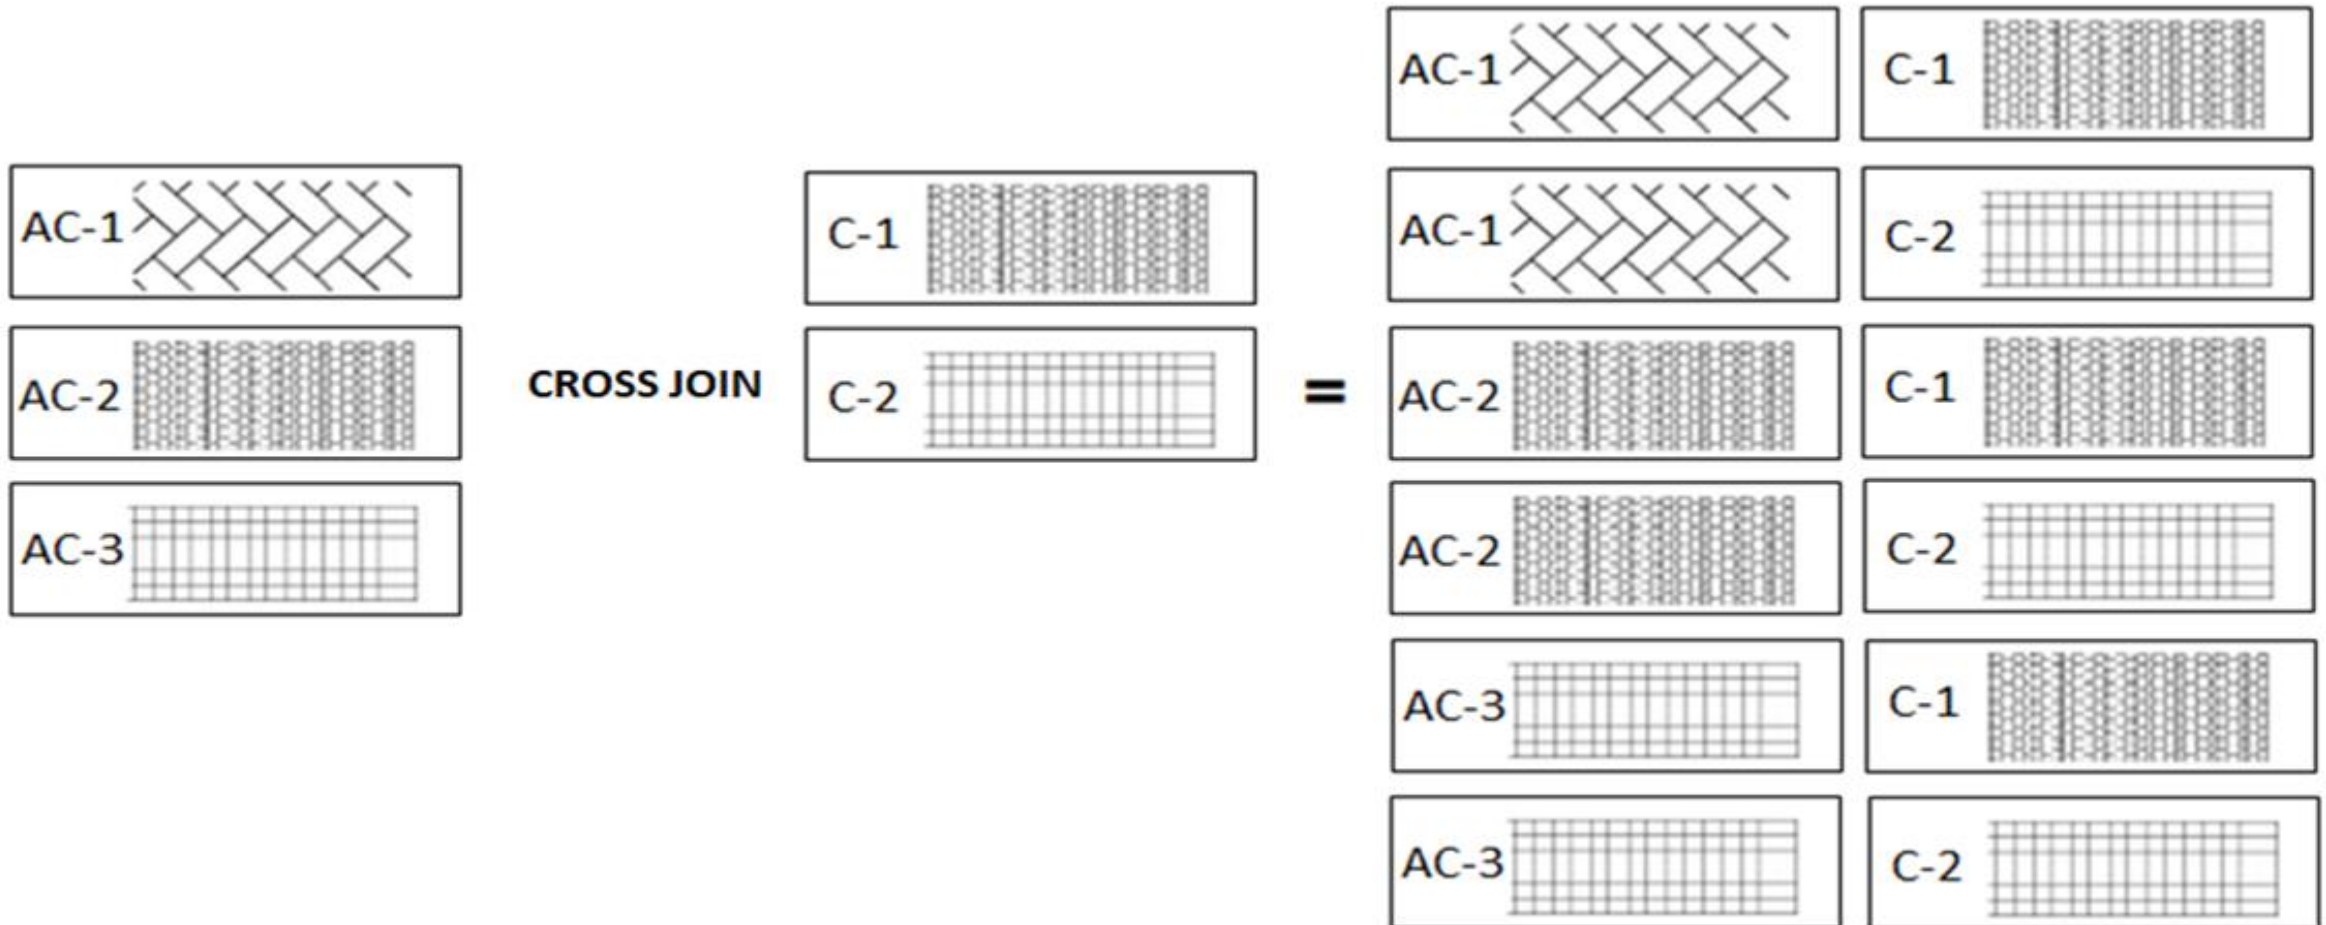 AC-1
AC-2
AC-3
CROSS JOIN
C-1
C-2
=
AC-1 C-1
AC-1 C-2
AC-2 C-1
AC-2 C-2
AC-3 C-1
AC-3 C-2